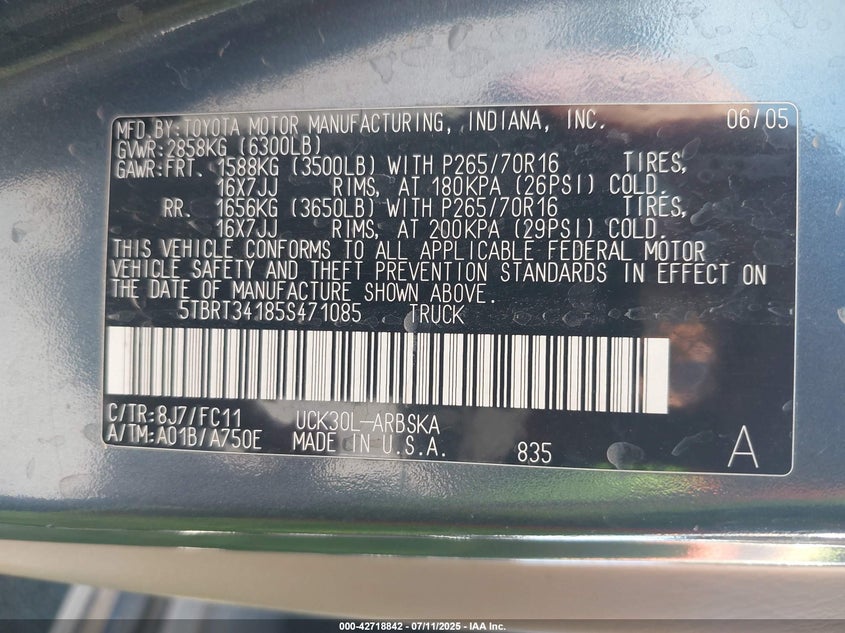 MFD.BY:TOYOTA MOTOR MANUFACTURING, INDIANA, INC. 06/05
GVWR:2858KG (6300LB)
GAWR:FRT. 1588KG (3500LB) WITH P265/70R16 TIRES,
16X7JJ RIMS, AT 180KPA (26PSI) COLD.
RR. 1656KG (3650LB) WITH P265/70R16 TIRES,
16X7JJ RIMS, AT 200KPA (29PSI) COLD.
THIS VEHICLE CONFORMS TO ALL APPLICABLE FEDERAL MOTOR
VEHICLE SAFETY AND THEFT PREVENTION STANDARDS IN EFFECT ON
THE DATE OF MANUFACTURE SHOWN ABOVE.
5TBRT34185S471085 TRUCK
C/TR:8J7/FC11 UCK30L-ARBSKA
A/TM:A01B/A750E MADE IN U.S.A. 835 A
000-42718842 - 07/11/2025 - IAA Inc.